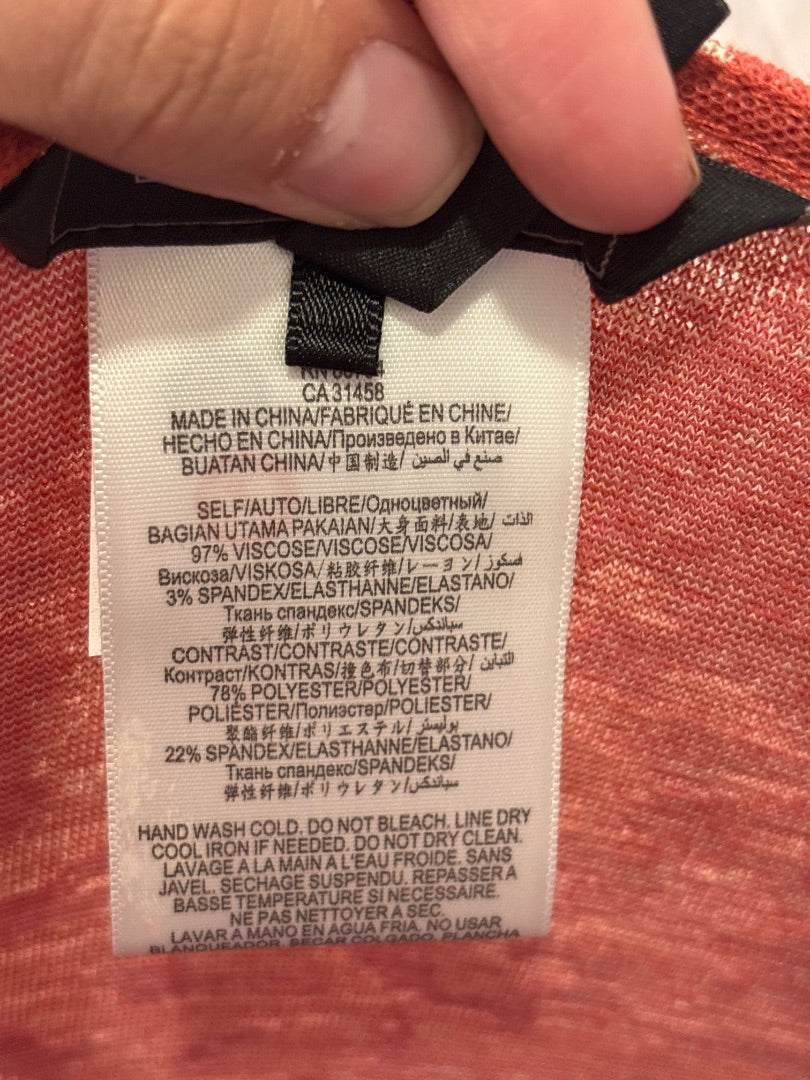 CA 31458
MADE IN CHINA/FABRIQUÉ EN CHINE/
HECHO EN CHINA/Произведено в Китае/
BUATAN CHINA/中国制造/ صنع في الصين
SELF/AUTO/LIBRE/Одноцветный/
BAGIAN UTAMA PAKAIAN/大身面料/表地/ الذات
97% VISCOSE/VISCOSE/VISCOSA/
Вискоза/VISKOSA/粘胶纤维/レーヨン/ فسكوز
3% SPANDEX/ELASTHANNE/ELASTANO/
Ткань спандекс/SPANDEKS/
弹性纤维/ポリウレタン/سباندكس
CONTRAST/CONTRASTE/CONTRASTE/
Контраст/KONTRAS/撞色布/切替部分/ التباين
78% POLYESTER/POLYESTER/
POLIÉSTER/Полиэстер/POLYESTER/
聚酯纤维/ポリエステル/ بوليستر
22% SPANDEX/ELASTHANNE/ELASTANO/
Ткань спандекс/SPANDEKS/
弹性纤维/ポリウレタン/سباندكس
HAND WASH COLD. DO NOT BLEACH. LINE DRY
COOL IRON IF NEEDED. DO NOT DRY CLEAN.
LAVAGE A LA MAIN A L'EAU FROIDE. SANS
JAVEL. SECHAGE SUSPENDU. REPASSER A
BASSE TEMPERATURE SI NECESSAIRE.
NE PAS NETTOYER A SEC.
LAVAR A MANO EN AGUA FRIA. NO USAR
BLANQUEADOR. SECAR COLGADO. PLANCHA